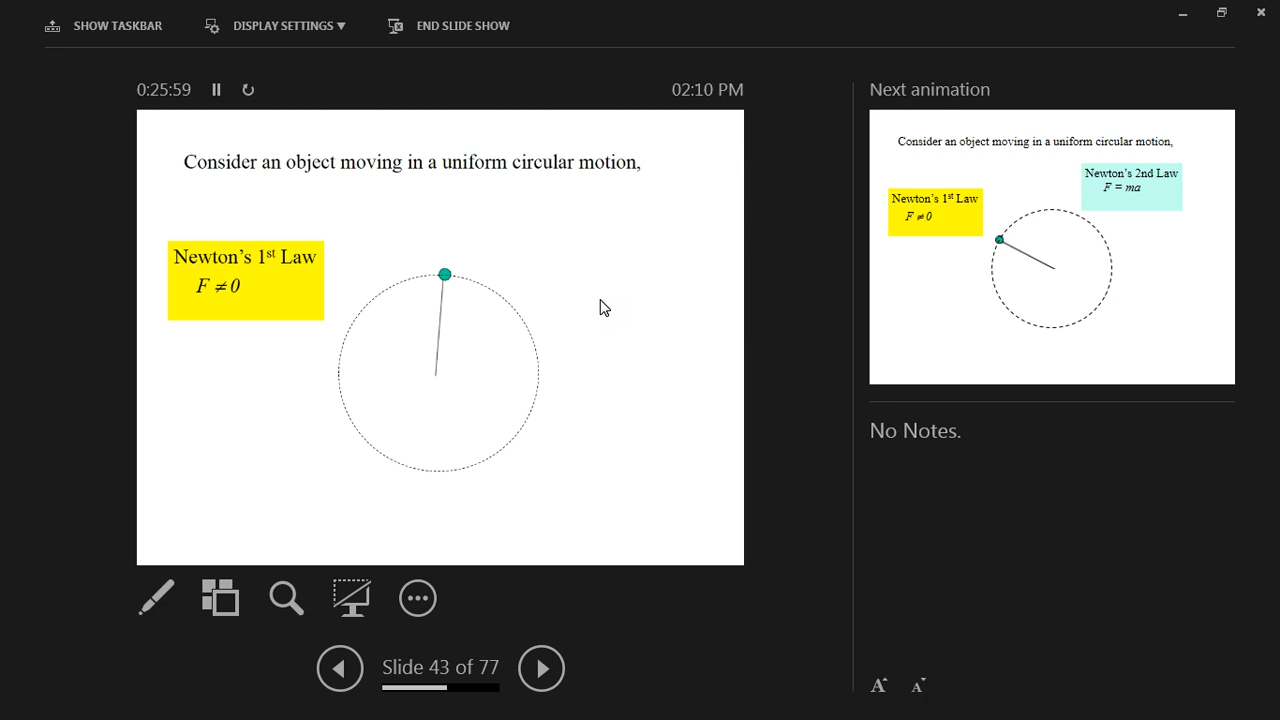 SHOW TASKBAR DISPLAY SETTINGS ▼ END SLIDE SHOW
0:25:59 02:10 PM
Consider an object moving in a uniform circular motion,
Newton's 1st Law
F ≠ 0
Slide 43 of 77
Next animation
Consider an object moving in a uniform circular motion,
Newton's 2nd Law
F = ma
Newton's 1st Law
F ≠ 0
No Notes.
A A